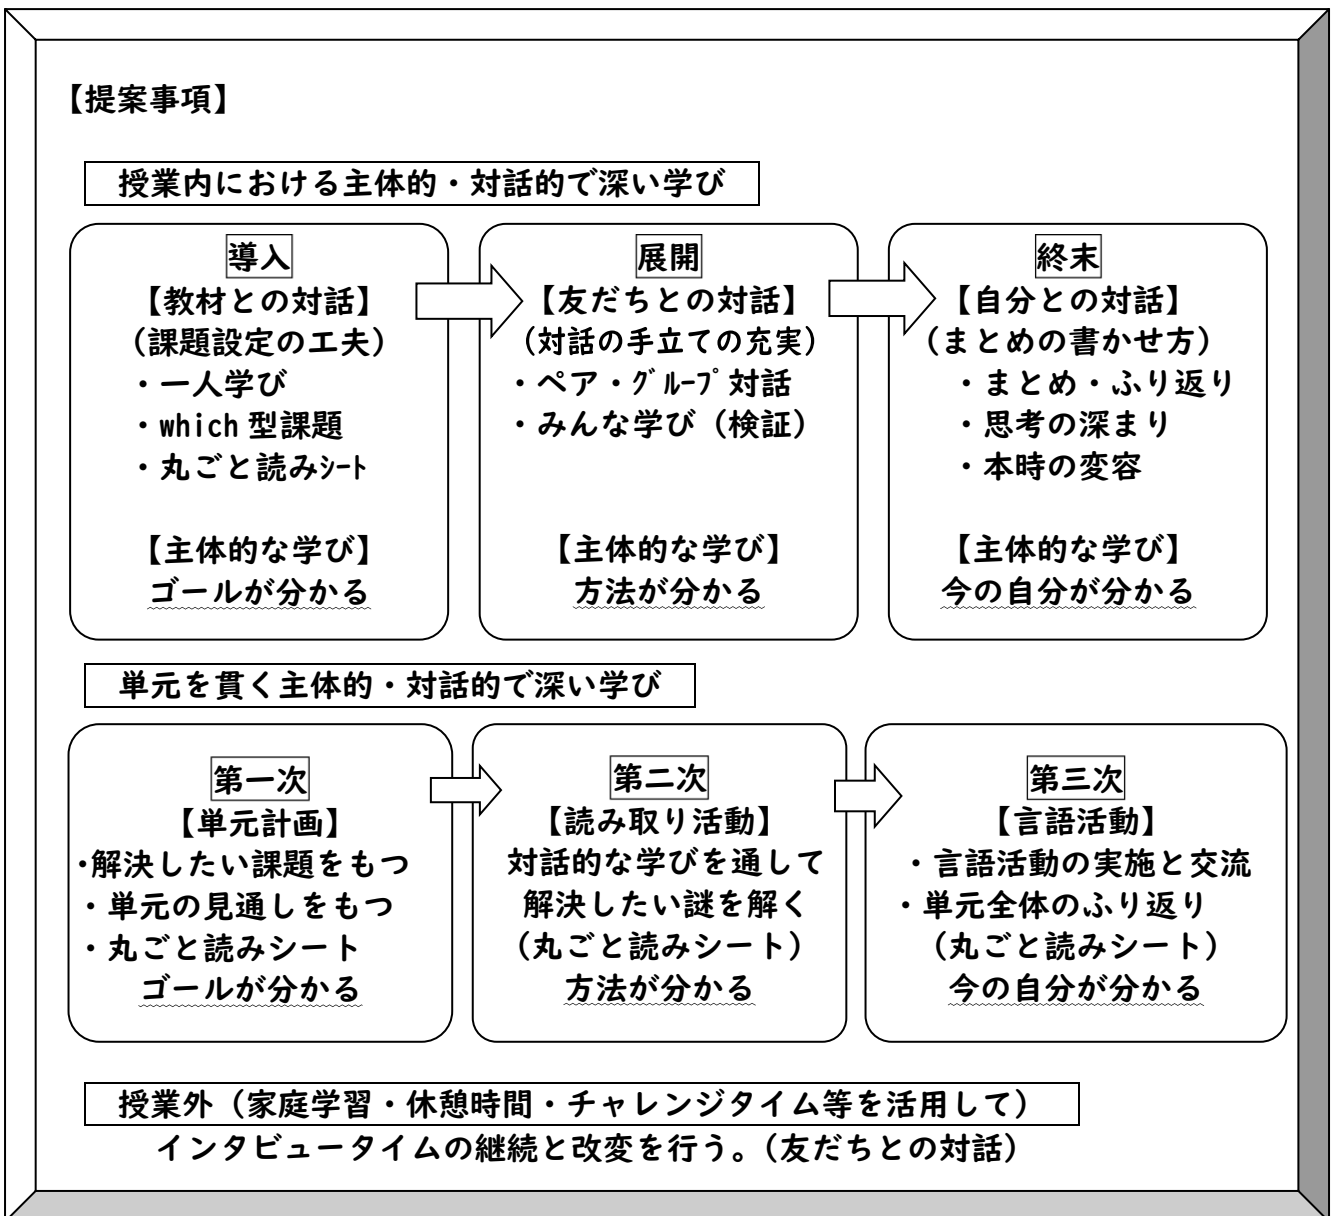 【提案事項】
授業内における主体的・対話的で深い学び
導入
【教材との対話】
(課題設定の工夫)
・一人学び
・which型課題
・丸ごと読みｼｰﾄ
【主体的な学び】
ゴールが分かる
展開
【友だちとの対話】
(対話の手立ての充実)
・ペア・ｸﾞﾙｰﾌﾟ対話
・みんな学び（検証）
【主体的な学び】
方法が分かる
終末
【自分との対話】
(まとめの書かせ方)
・まとめ・ふり返り
・思考の深まり
・本時の変容
【主体的な学び】
今の自分が分かる
単元を貫く主体的・対話的で深い学び
第一次
【単元計画】
・解決したい課題をもつ
・単元の見通しをもつ
・丸ごと読みシート
ゴールが分かる
第二次
【読み取り活動】
対話的な学びを通して
解決したい謎を解く
(丸ごと読みシート)
方法が分かる
第三次
【言語活動】
・言語活動の実施と交流
・単元全体のふり返り
(丸ごと読みシート)
今の自分が分かる
授業外（家庭学習・休憩時間・チャレンジタイム等を活用して）
インタビュータイムの継続と改変を行う。(友だちとの対話)